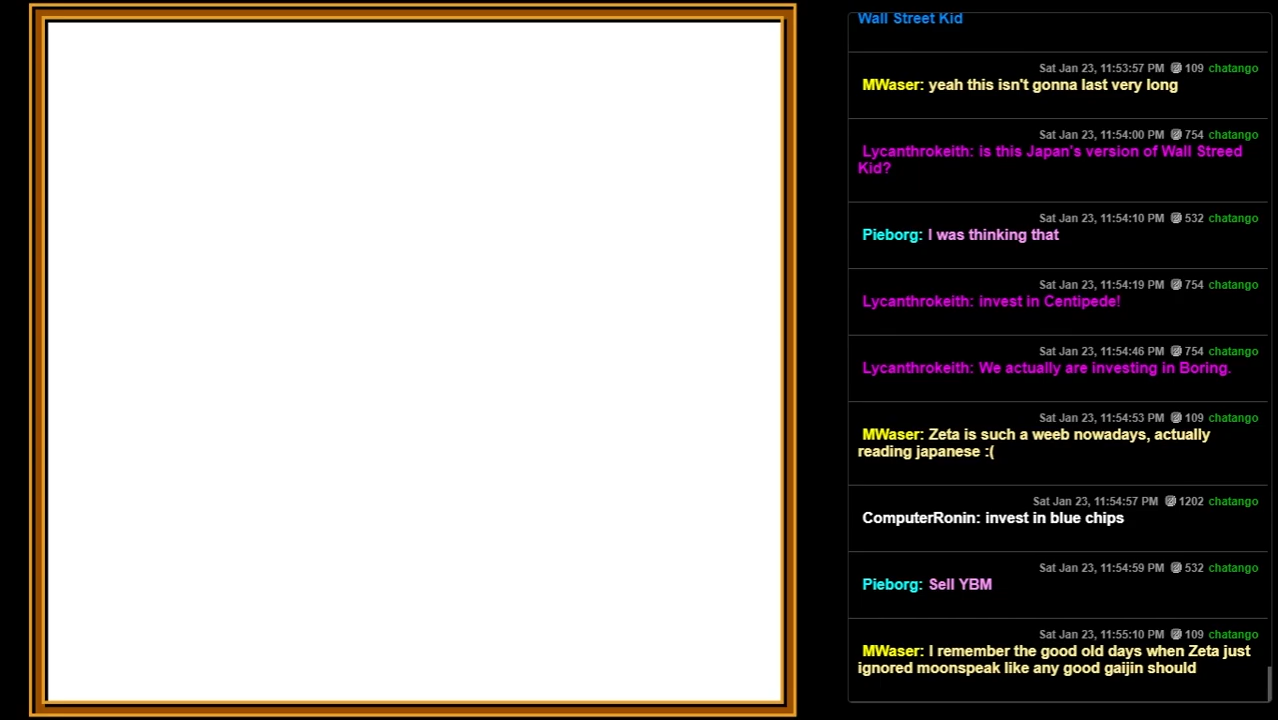 Wall Street Kid
Sat Jan 23, 11:53:57 PM 109 chatango
MWaser: yeah this isn't gonna last very long
Sat Jan 23, 11:54:00 PM 754 chatango
Lycanthrokeith: is this Japan's version of Wall Streed
Kid?
Sat Jan 23, 11:54:10 PM 532 chatango
Pieborg: I was thinking that
Sat Jan 23, 11:54:19 PM 754 chatango
Lycanthrokeith: invest in Centipede!
Sat Jan 23, 11:54:46 PM 754 chatango
Lycanthrokeith: We actually are investing in Boring.
Sat Jan 23, 11:54:53 PM 109 chatango
MWaser: Zeta is such a weeb nowadays, actually
reading japanese :(
Sat Jan 23, 11:54:57 PM 1202 chatango
ComputerRonin: invest in blue chips
Sat Jan 23, 11:54:59 PM 532 chatango
Pieborg: Sell YBM
Sat Jan 23, 11:55:10 PM 109 chatango
MWaser: I remember the good old days when Zeta just
ignored moonspeak like any good gaijin should